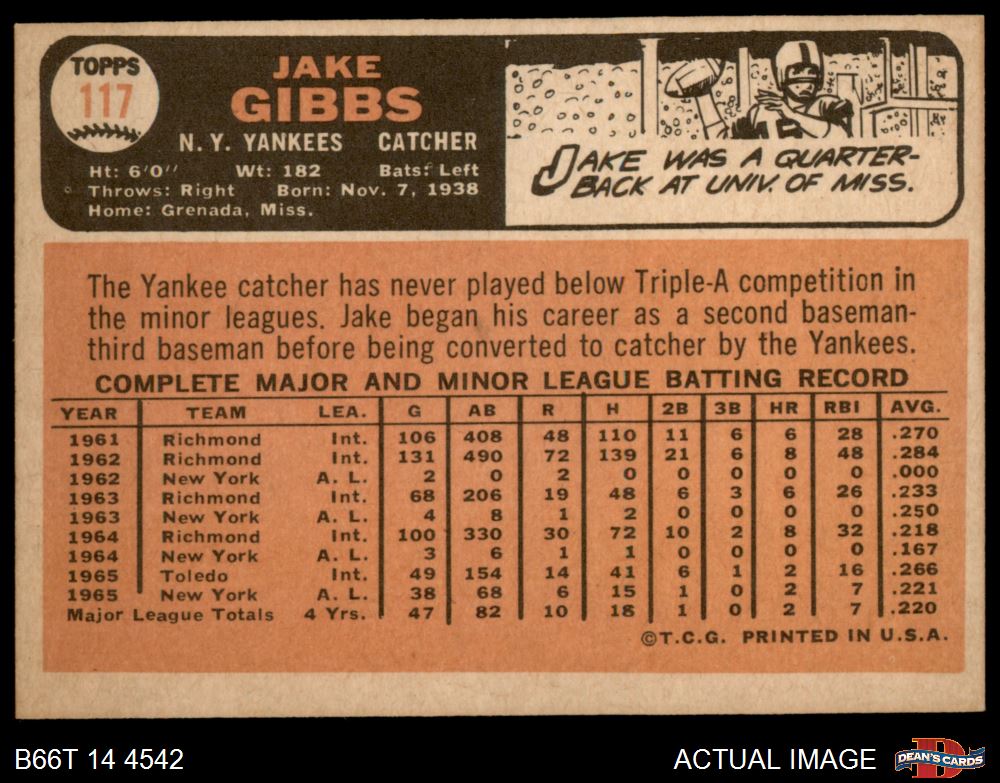 TOPPS
117
JAKE
GIBBS
N. Y. YANKEES CATCHER
Ht: 6'0'' Wt: 182 Bats: Left
Throws: Right Born: Nov. 7, 1938
Home: Grenada, Miss.
JAKE WAS A QUARTER-
BACK AT UNIV. OF MISS.
The Yankee catcher has never played below Triple-A competition in
the minor leagues. Jake began his career as a second baseman-
third baseman before being converted to catcher by the Yankees.
COMPLETE MAJOR AND MINOR LEAGUE BATTING RECORD
YEAR TEAM LEA. G AB R H 2B 3B HR RBI AVG.
1961 Richmond Int. 106 408 48 110 11 6 6 28 .270
1962 Richmond Int. 131 490 72 139 21 6 8 48 .284
1962 New York A. L. 2 0 2 0 0 0 0 0 .000
1963 Richmond Int. 68 206 19 48 6 3 6 26 .233
1963 New York A. L. 4 8 1 2 0 0 0 0 .250
1964 Richmond Int. 100 330 30 72 10 2 8 32 .218
1964 New York A. L. 3 6 1 1 0 0 0 0 .167
1965 Toledo Int. 49 154 14 41 6 1 2 16 .266
1965 New York A. L. 38 68 6 15 1 0 2 7 .221
Major League Totals 4 Yrs. 47 82 10 18 1 0 2 7 .220
©T.C.G. PRINTED IN U.S.A.
B66T 14 4542 ACTUAL IMAGE
DEAN'S CARDS